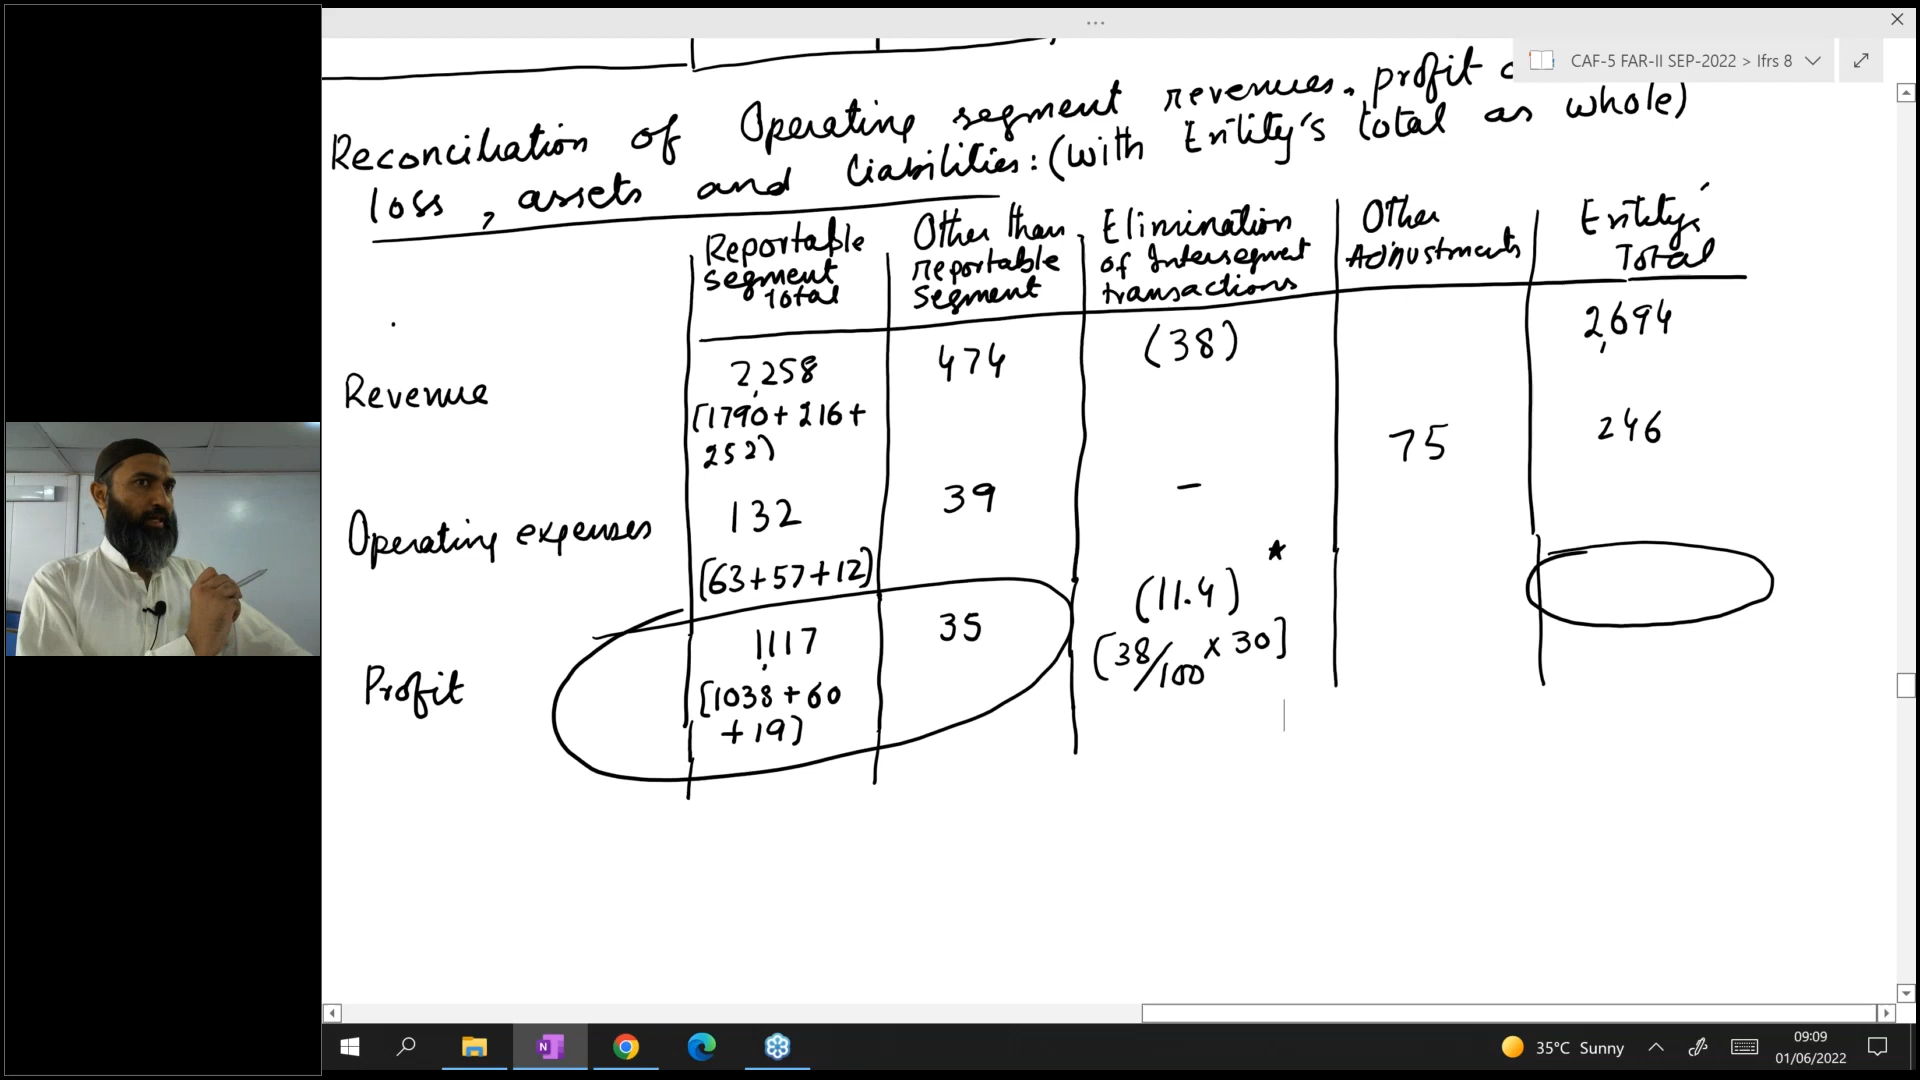 CAF-5 FAR-II SEP-2022 > Ifrs 8
Reconciliation of Operating segment revenues, profit
loss, assets and liabilities: (with Entity's total as whole)
Reportable segment total
Other than reportable segment
Elimination of Intersegment transactions
Other Adjustments
Entity's Total
Revenue 2,258 474 (38) 2,694
[1790+216+
252)
Operating expenses 132 39 - 75 246
[63+57+12]
Profit 1,117 35 (11.4) *
[1038+60
+19]
[38/100 x 30]
N
35°C Sunny
09:09
01/06/2022